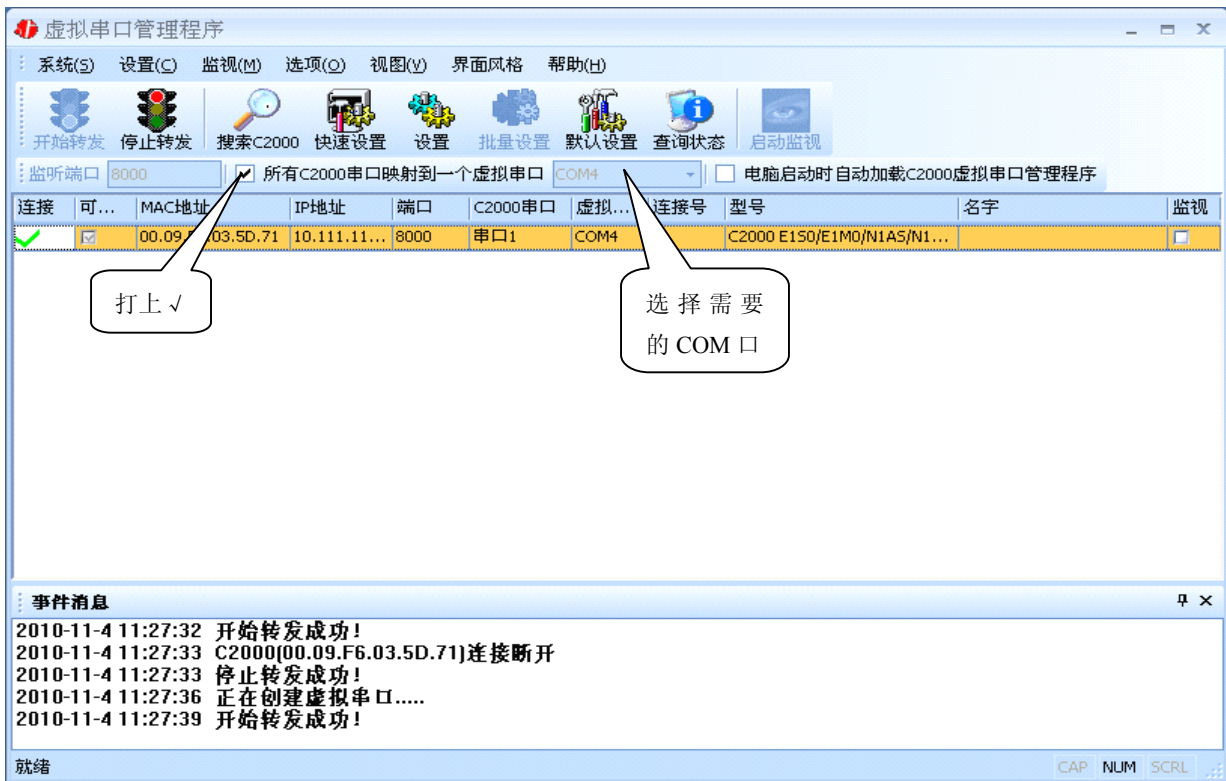 虚拟串口管理程序
系统(S) 设置(C) 监视(M) 选项(O) 视图(V) 界面风格 帮助(H)
开始转发 停止转发 搜索C2000 快速设置 设置 批量设置 默认设置 查询状态 启动监视
监听端口 8000 所有C2000串口映射到一个虚拟串口 COM4 电脑启动时自动加载C2000虚拟串口管理程序
连接 可... MAC地址 IP地址 端口 C2000串口 虚拟... 连接号 型号 名字 监视
00.09. .03.5D.71 10.111.11... 8000 串口1 COM4 C2000 E1S0/E1M0/N1AS/N1...
打上√
选择需要
的 COM 口
事件消息
2010-11-4 11:27:32 开始转发成功!
2010-11-4 11:27:33 C2000(00.09.F6.03.5D.71)连接断开
2010-11-4 11:27:33 停止转发成功!
2010-11-4 11:27:36 正在创建虚拟串口.....
2010-11-4 11:27:39 开始转发成功!
就绪 CAP NUM SCRL